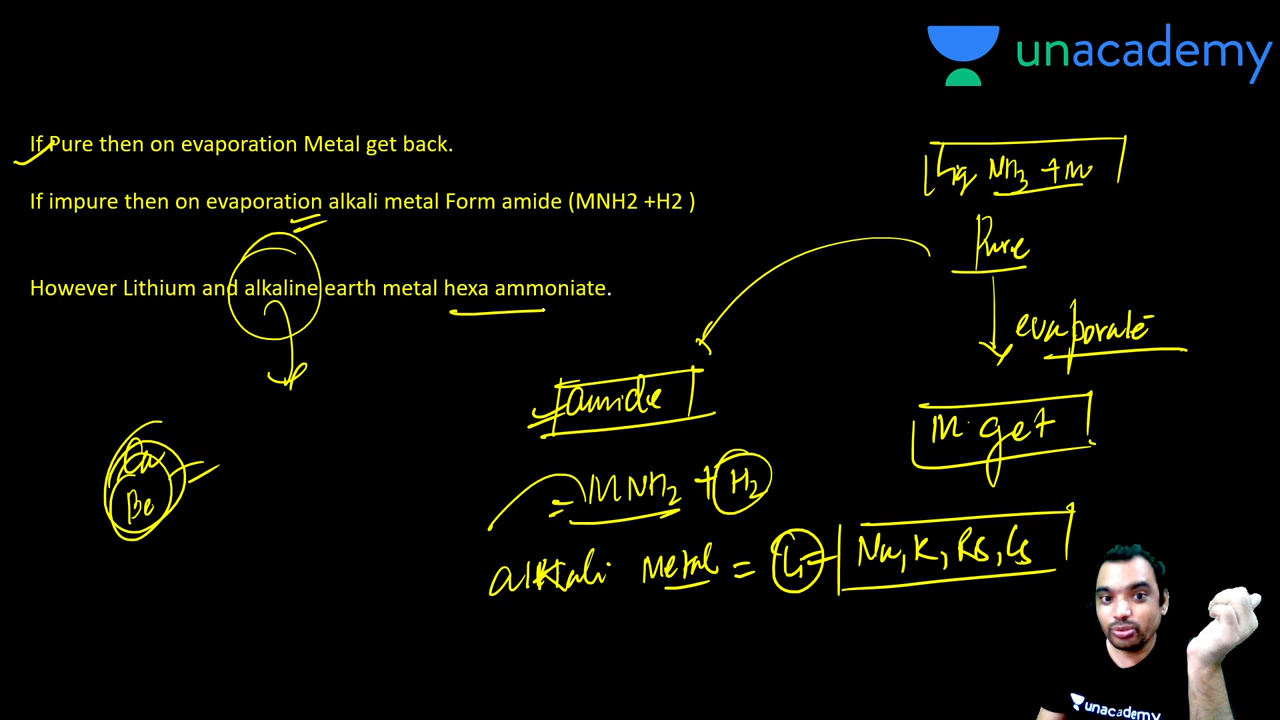 unacademy
If Pure then on evaporation Metal get back.
If impure then on evaporation alkali metal Form amide (MNH2 +H2 )
However Lithium and alkaline earth metal hexa ammoniate.
Liq NH3 + M
Pure
evaporate
M get
amide
= MNH2 + H2
alkali Metal = Li Na, K, Rb, Cs
Be
unacademy